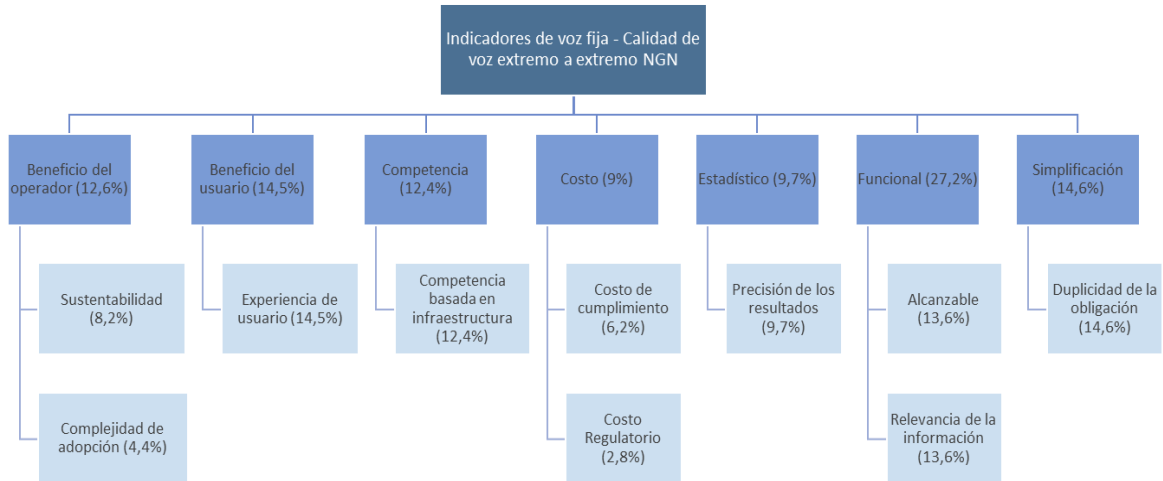 Indicadores de voz fija - Calidad de
voz extremo a extremo NGN
Beneficio del
operador (12,6%)
Beneficio del
usuario (14,5%)
Competencia
(12,4%)
Costo (9%)
Estadístico (9,7%)
Funcional (27,2%)
Simplificación
(14,6%)
Sustentabilidad
(8,2%)
Experiencia de
usuario (14,5%)
Competencia
basada en
infraestructura
(12,4%)
Costo de
cumplimiento
(6,2%)
Precisión de los
resultados
(9,7%)
Alcanzable
(13,6%)
Duplicidad de la
obligación
(14,6%)
Complejidad de
adopción (4,4%)
Costo
Regulatorio
(2,8%)
Relevancia de la
información
(13,6%)